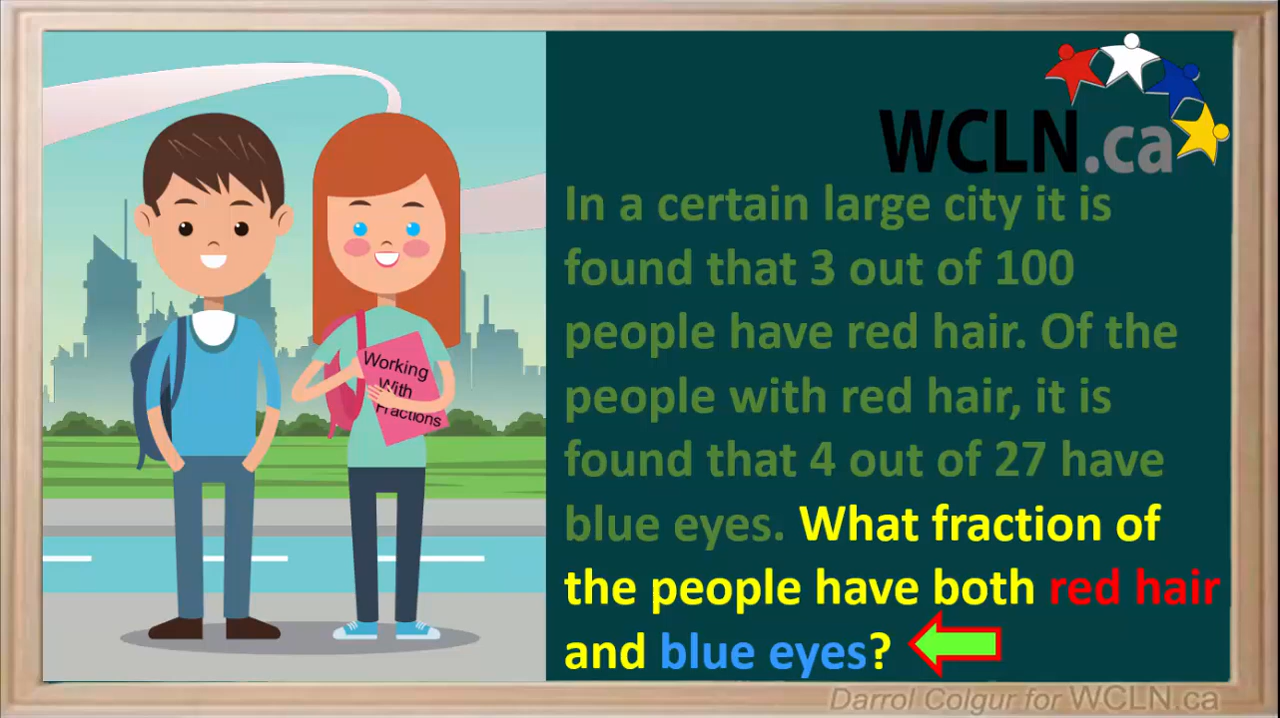 WCLN.ca
In a certain large city it is
found that 3 out of 100
people have red hair. Of the
people with red hair, it is
found that 4 out of 27 have
blue eyes. What fraction of
the people have both red hair
and blue eyes?
Working
With
Fractions
Darrol Colgur for WCLN.ca